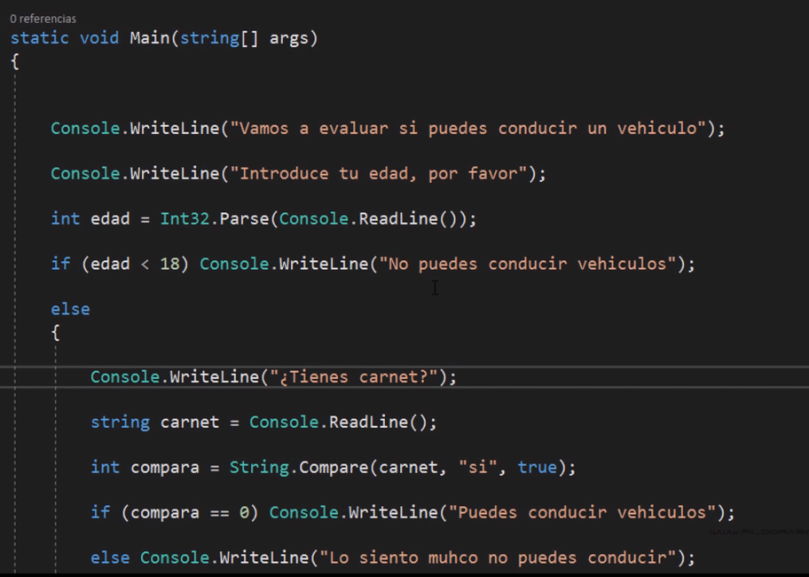 0 referencias
static void Main(string[] args)
{
Console.WriteLine("Vamos a evaluar si puedes conducir un vehiculo");
Console.WriteLine("Introduce tu edad, por favor");
int edad = Int32.Parse(Console.ReadLine());
if (edad < 18) Console.WriteLine("No puedes conducir vehiculos");
else
{
Console.WriteLine("¿Tienes carnet?");
string carnet = Console.ReadLine();
int compara = String.Compare(carnet, "si", true);
if (compara == 0) Console.WriteLine("Puedes conducir vehiculos");
else Console.WriteLine("Lo siento muhco no puedes conducir");